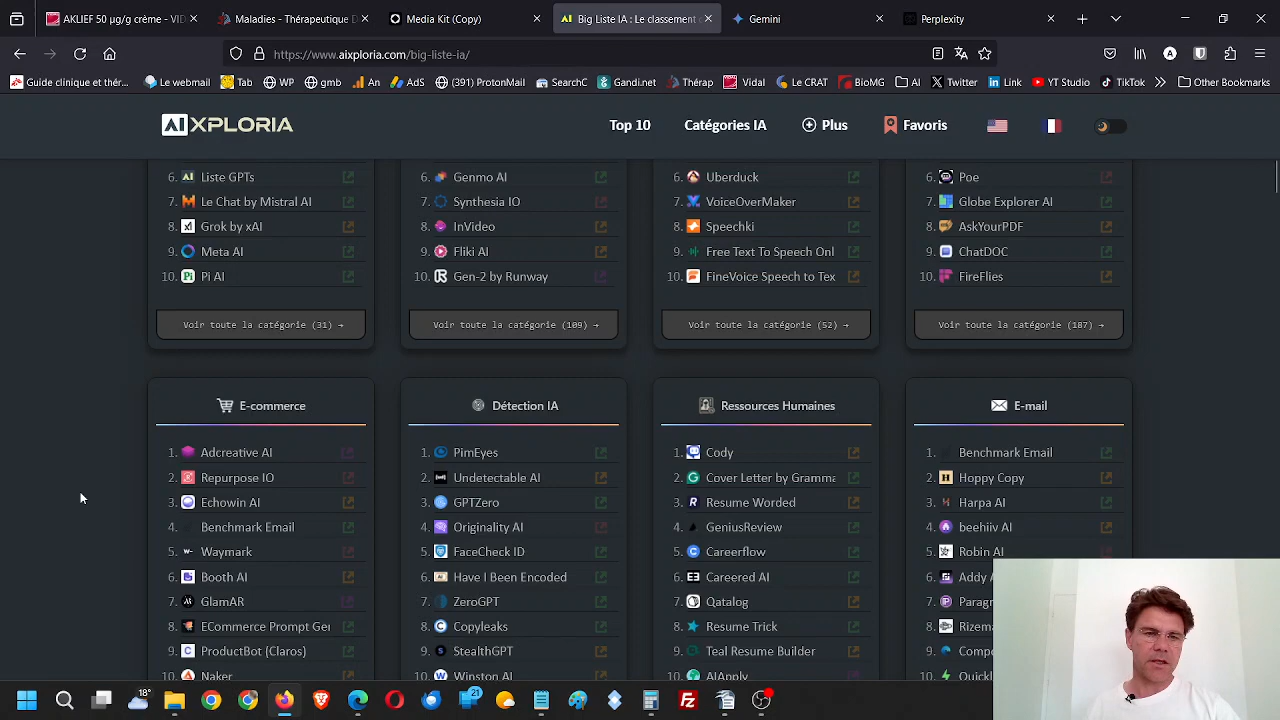 AKLIEF 50 µg/g crème - VID
Maladies - Thérapeutique D
Media Kit (Copy)
Big Liste IA : Le classement
Gemini
Perplexity
https://www.aixploria.com/big-liste-ia/
Guide clinique et thér...
Le webmail
Tab
WP
gmb
An
AdS
(391) ProtonMail
SearchC
Gandi.net
Thérap
Vidal
Le CRAT
BioMG
AI
Twitter
Link
YT Studio
TikTok
Other Bookmarks
AIXPLORIA
Top 10
Catégories IA
Plus
Favoris
6. Liste GPTs
7. Le Chat by Mistral AI
8. Grok by xAI
9. Meta AI
10. Pi AI
Voir toute la catégorie (31) →
6. Genmo AI
7. Synthesia IO
8. InVideo
9. Fliki AI
10. Gen-2 by Runway
Voir toute la catégorie (109) →
6. Uberduck
7. VoiceOverMaker
8. Speechki
9. Free Text To Speech Onl
10. FineVoice Speech to Tex
Voir toute la catégorie (52) →
6. Poe
7. Globe Explorer AI
8. AskYourPDF
9. ChatDOC
10. FireFlies
Voir toute la catégorie (187) →
E-commerce
1. Adcreative AI
2. Repurpose IO
3. Echowin AI
4. Benchmark Email
5. Waymark
6. Booth AI
7. GlamAR
8. ECommerce Prompt Ger
9. ProductBot (Claros)
10. Naker
Détection IA
1. PimEyes
2. Undetectable AI
3. GPTZero
4. Originality AI
5. FaceCheck ID
6. Have I Been Encoded
7. ZeroGPT
8. Copyleaks
9. StealthGPT
10. Winston AI
Ressources Humaines
1. Cody
2. Cover Letter by Gramma
3. Resume Worded
4. GeniusReview
5. Careerflow
6. Careered AI
7. Qatalog
8. Resume Trick
9. Teal Resume Builder
10. AIApply
E-mail
1. Benchmark Email
2. Hoppy Copy
3. Harpa AI
4. beehiiv AI
5. Robin AI
6. Addy
7. Paragr
8. Rizema
9. Compo
10. Quickl
18°
21